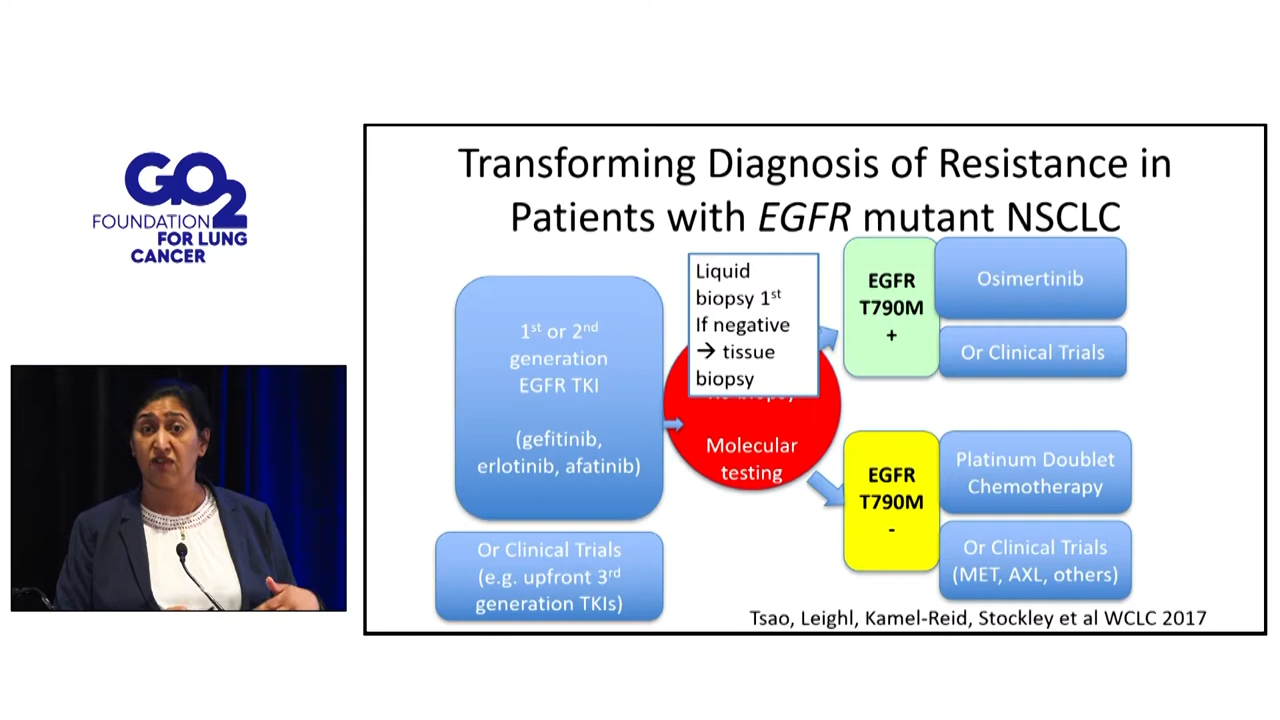 GO2
FOUNDATION
FOR LUNG
CANCER
Transforming Diagnosis of Resistance in
Patients with EGFR mutant NSCLC
1st or 2nd
generation
EGFR TKI
(gefitinib,
erlotinib, afatinib)
Or Clinical Trials
(e.g. upfront 3rd
generation TKIs)
Liquid
biopsy 1st
If negative
→ tissue
biopsy
Molecular
testing
EGFR
T790M
+
Osimertinib
Or Clinical Trials
EGFR
T790M
-
Platinum Doublet
Chemotherapy
Or Clinical Trials
(MET, AXL, others)
Tsao, Leighl, Kamel-Reid, Stockley et al WCLC 2017